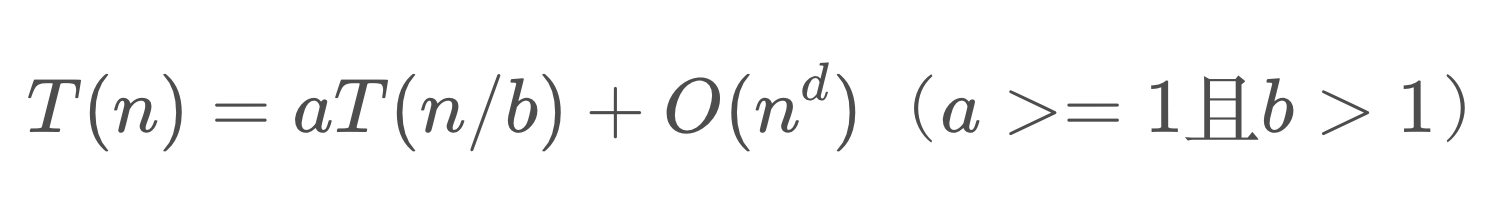 T(n) = aT(n/b) + O(n^d)（a >= 1且b > 1）